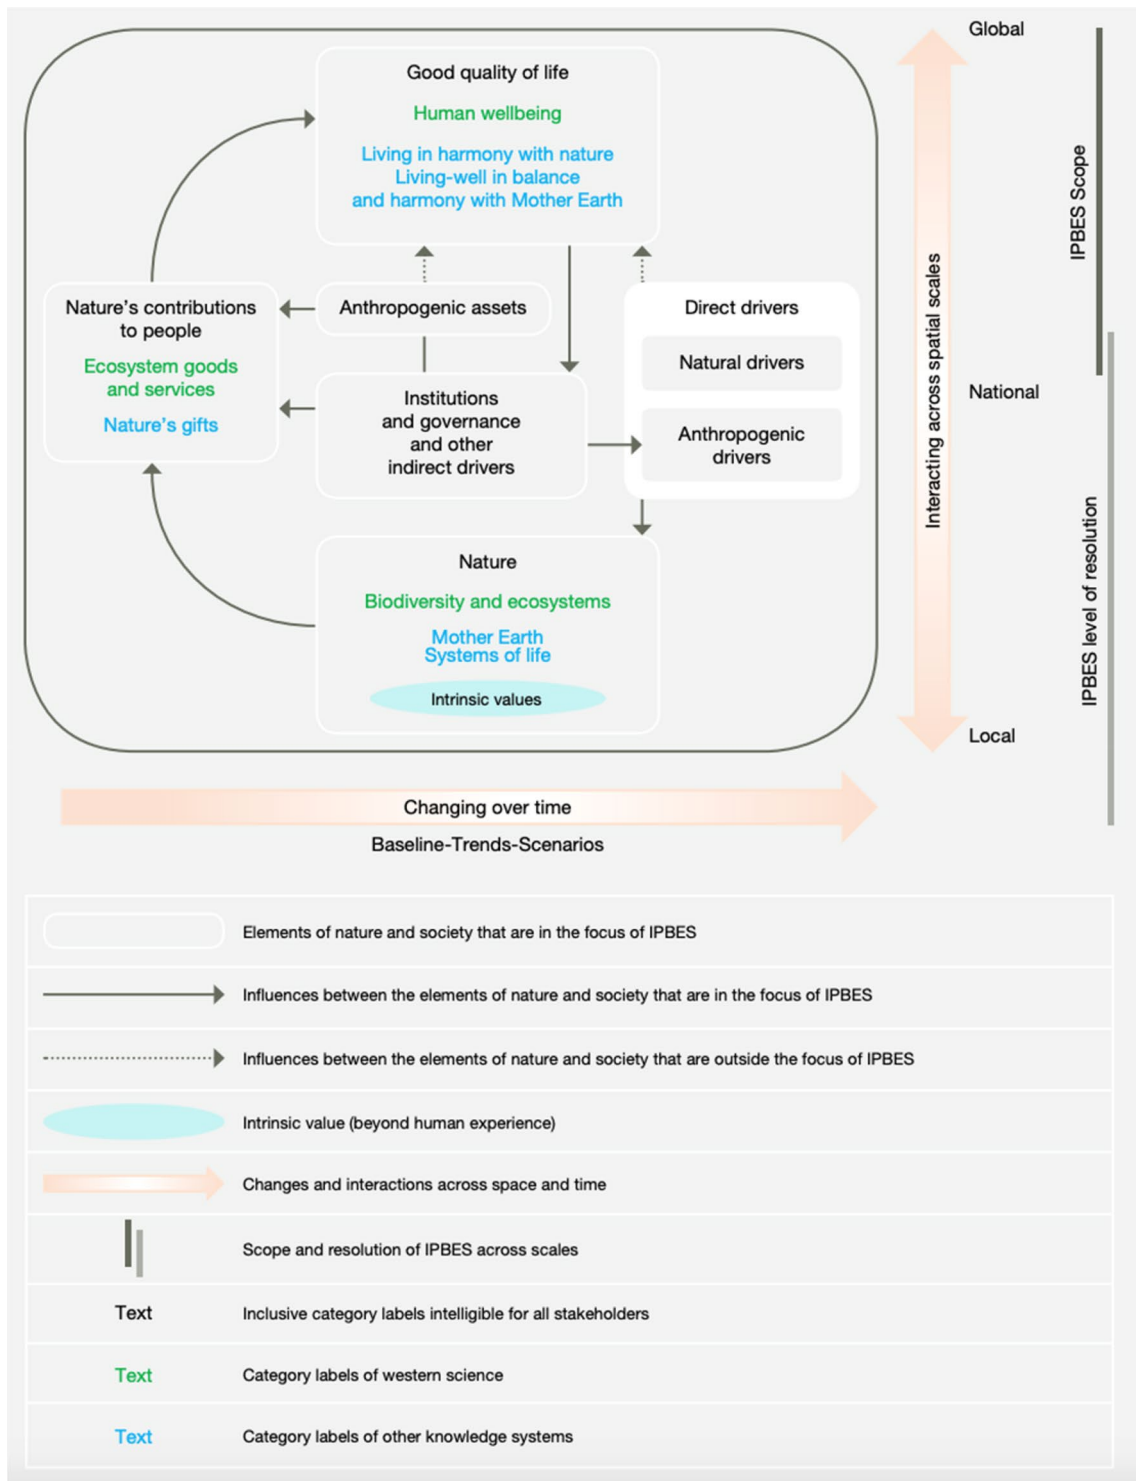 Global
Good quality of life
Human wellbeing
Living in harmony with nature
Living-well in balance
and harmony with Mother Earth
IPBES Scope
Nature's contributions
to people
Ecosystem goods
and services
Nature's gifts
Anthropogenic assets
Institutions
and governance
and other
indirect drivers
Direct drivers
Natural drivers
Anthropogenic
drivers
Interacting across spatial scales
National
IPBES level of resolution
Nature
Biodiversity and ecosystems
Mother Earth
Systems of life
Intrinsic values
Local
Changing over time
Baseline-Trends-Scenarios
Elements of nature and society that are in the focus of IPBES
Influences between the elements of nature and society that are in the focus of IPBES
Influences between the elements of nature and society that are outside the focus of IPBES
Intrinsic value (beyond human experience)
Changes and interactions across space and time
Scope and resolution of IPBES across scales
Text Inclusive category labels intelligible for all stakeholders
Text Category labels of western science
Text Category labels of other knowledge systems